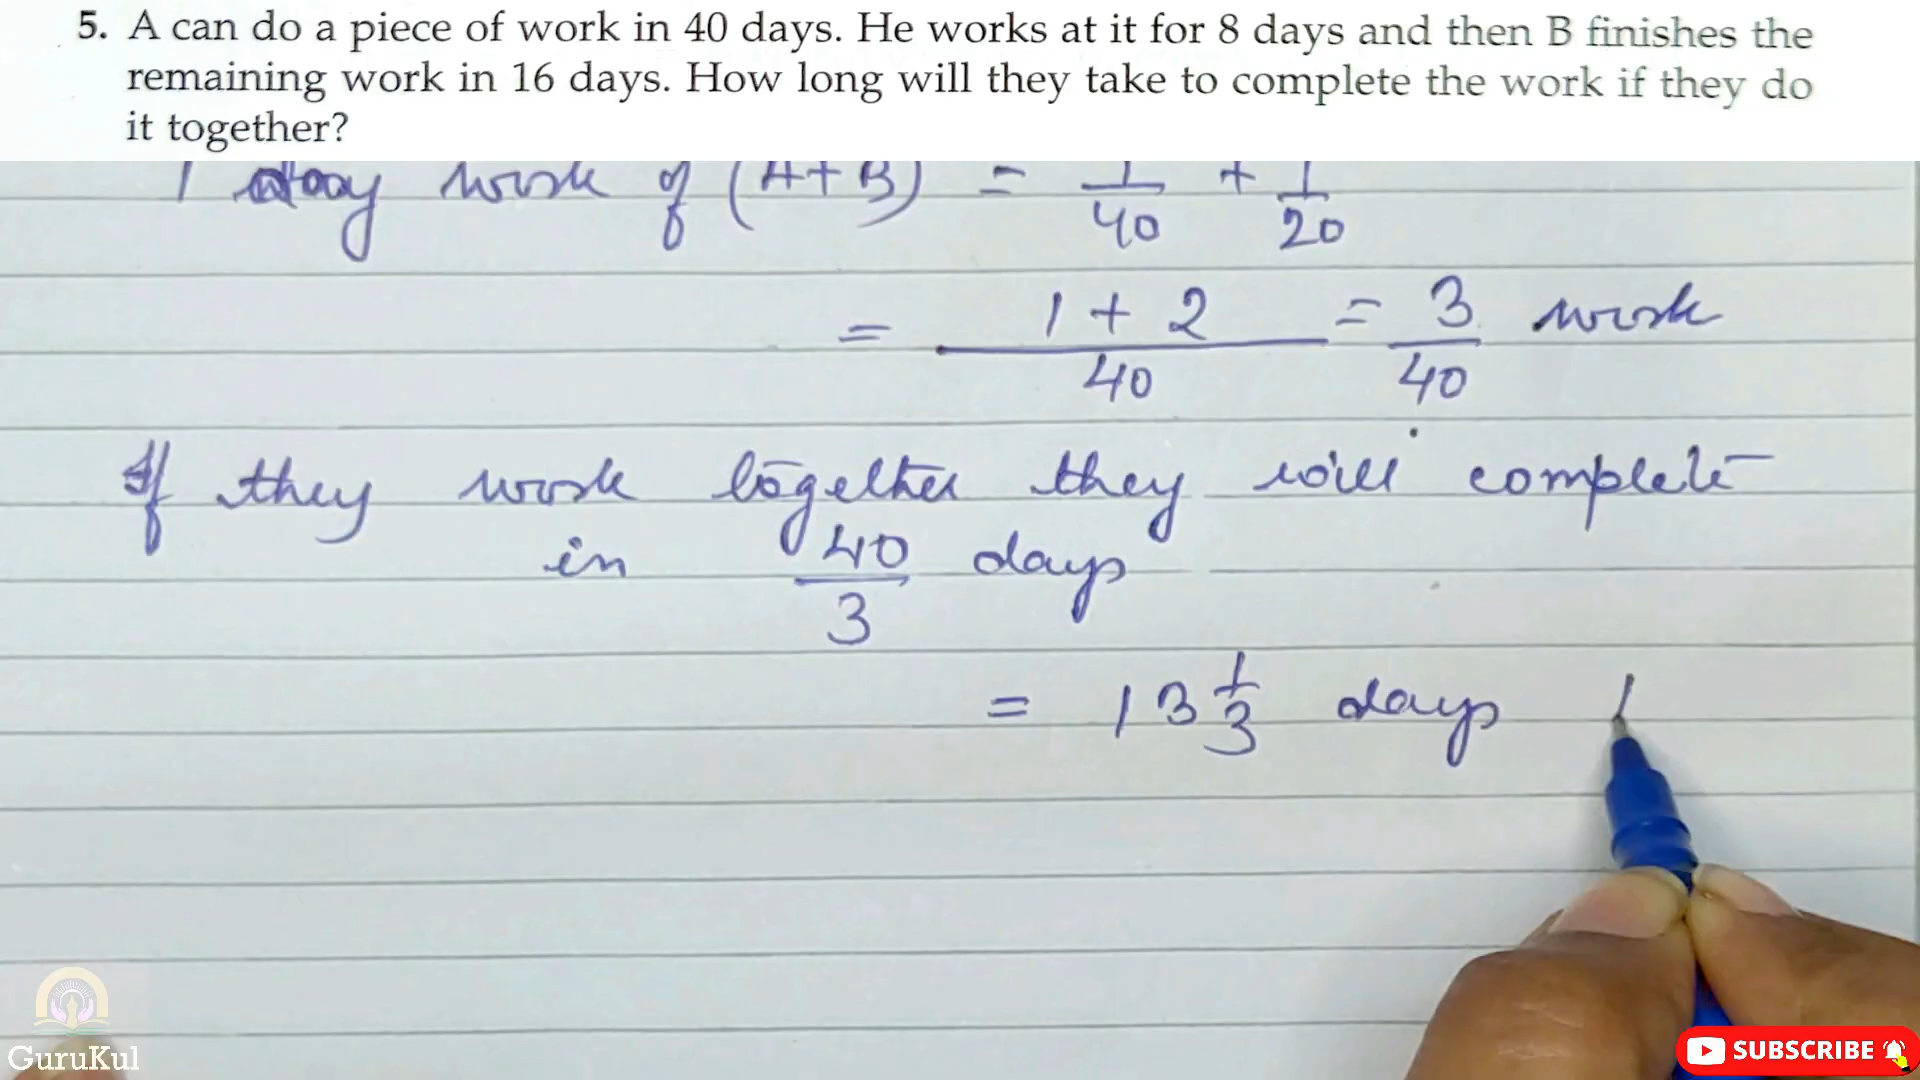 5. A can do a piece of work in 40 days. He works at it for 8 days and then B finishes the
remaining work in 16 days. How long will they take to complete the work if they do
it together?
1 day work of (A+B) = 1/40 + 1/20
= 1 + 2/40 = 3/40 work
If they work together they will complete
in 40/3 days
= 13 1/3 days
GuruKul
SUBSCRIBE